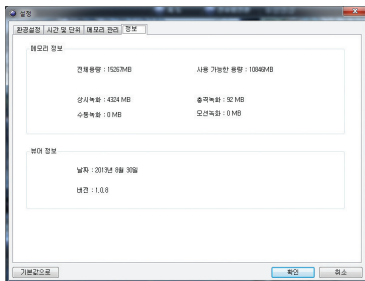 설정
환경설정 시간 및 단위 메모리 관리 정보
메모리 정보
전체용량 : 15267MB 사용 가능한 용량 : 10846MB
상시녹화 : 4324 MB 충격녹화 : 92 MB
수동녹화 : 0 MB 모션녹화 : 0 MB
뷰어 정보
날짜 : 2013년 8월 30일
버전 : 1.0.8
기본값으로 확인 취소